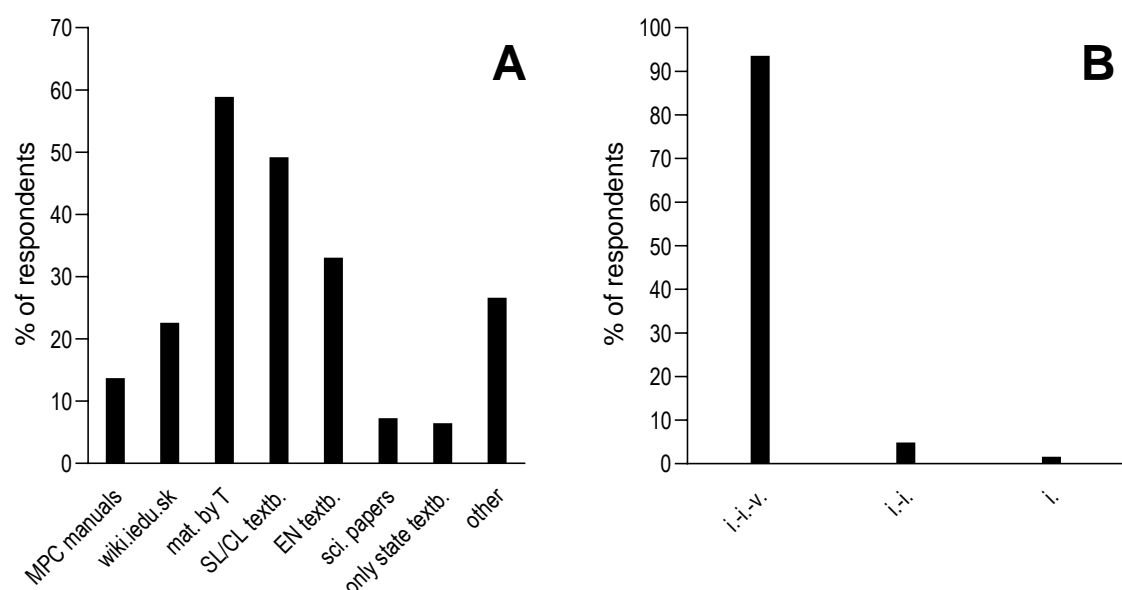 A
% of respondents
70
60
50
40
30
20
10
0
MPC manuals
wiki.iedu.sk
mat. by T
SL/CL textb.
EN textb.
sci. papers
only state textb.
other
B
% of respondents
100
90
80
70
60
50
40
30
20
10
0
i.-i.-v.
i.-i.
i.